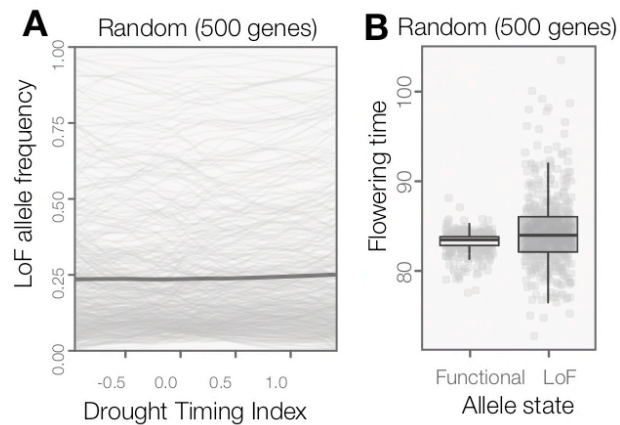 A Random (500 genes)
LoF allele frequency
1.00
0.75
0.50
0.25
0.00
-0.5 0.0 0.5 1.0
Drought Timing Index
B Random (500 genes)
Flowering time
100
90
80
Functional LoF
Allele state